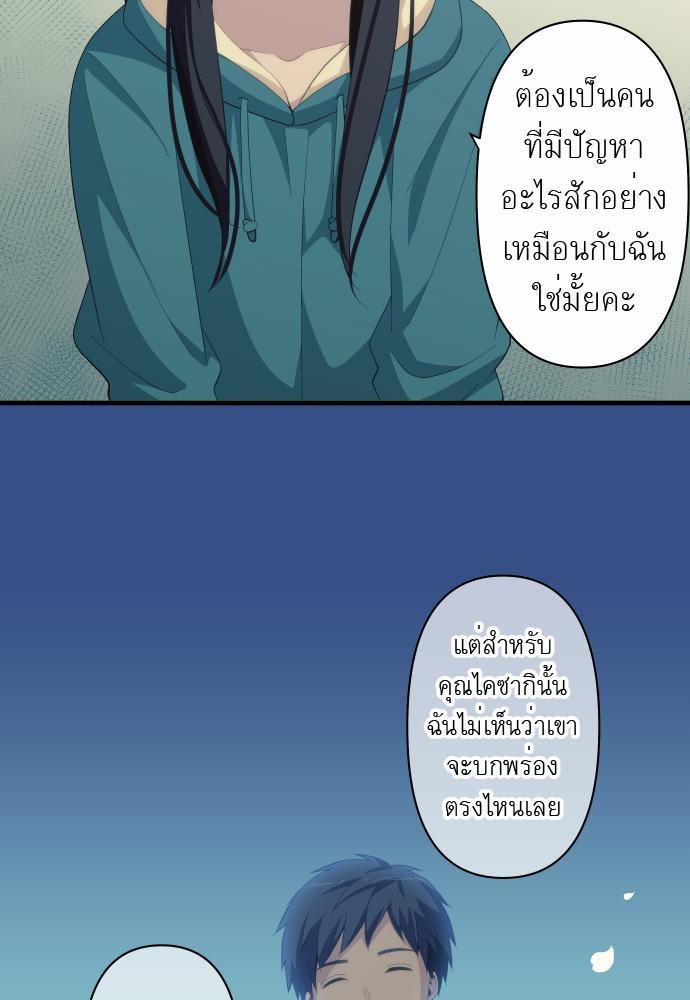 ต้องเป็นคน
ที่มีปัญหา
อะไรสักอย่าง
เหมือนกับฉัน
ใช่มั้ยคะ
แต่สำหรับ
คุณไคซากินั้น
ฉันไม่เห็นว่าเขา
จะบกพร่อง
ตรงไหนเลย